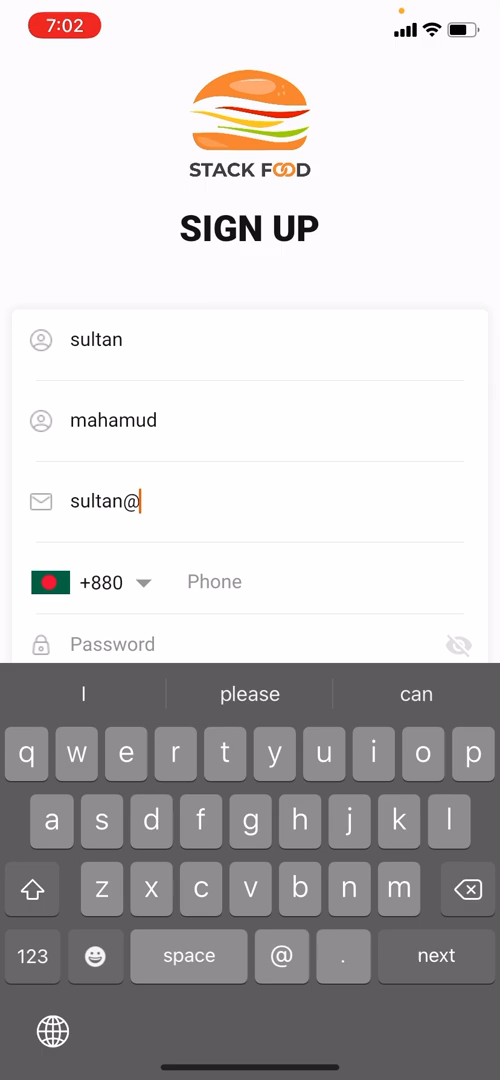 7:02
STACK FOOD
SIGN UP
sultan
mahamud
sultan@
+880 Phone
Password
I please can
q w e r t y u i o p
a s d f g h j k l
z x c v b n m
123 space @ . next